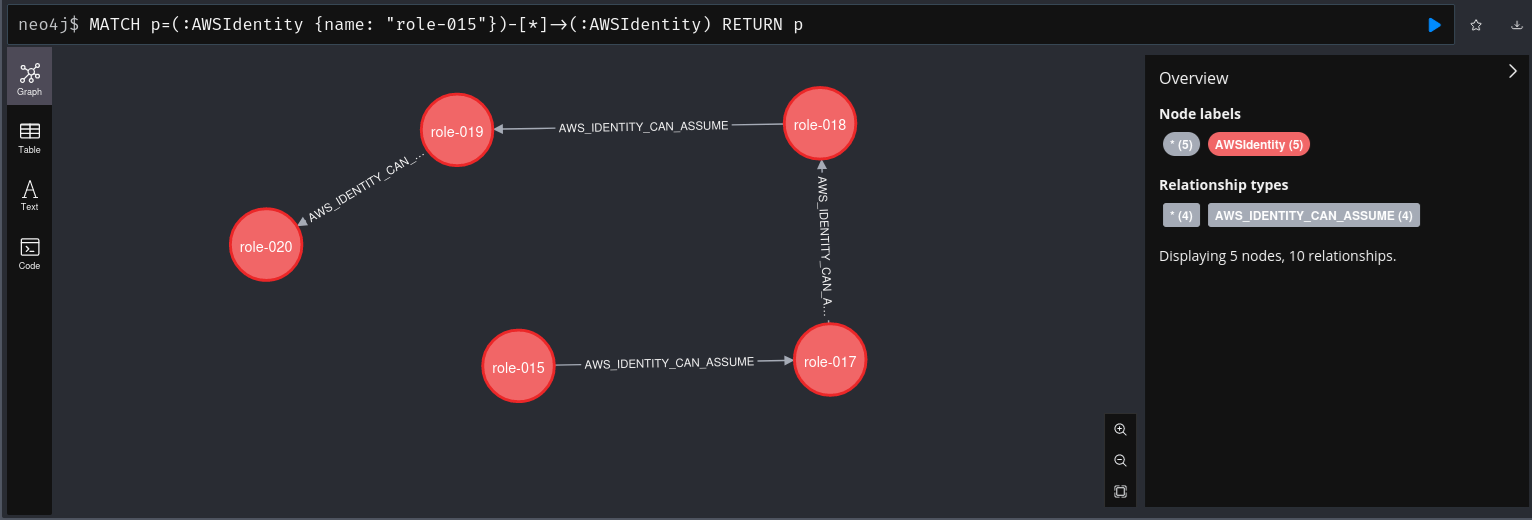 neo4j$ MATCH p=(:AWSIdentity {name: "role-015"})-[*]->(:AWSIdentity) RETURN p
Graph
Table
Text
Code
role-019
AWS_IDENTITY_CAN_ASSUME
role-018
AWS_IDENTITY_CAN_…
AWS_IDENTITY_CAN_A…
role-020
role-015
AWS_IDENTITY_CAN_ASSUME
role-017
Overview
Node labels
* (5) AWSIdentity (5)
Relationship types
* (4) AWS_IDENTITY_CAN_ASSUME (4)
Displaying 5 nodes, 10 relationships.